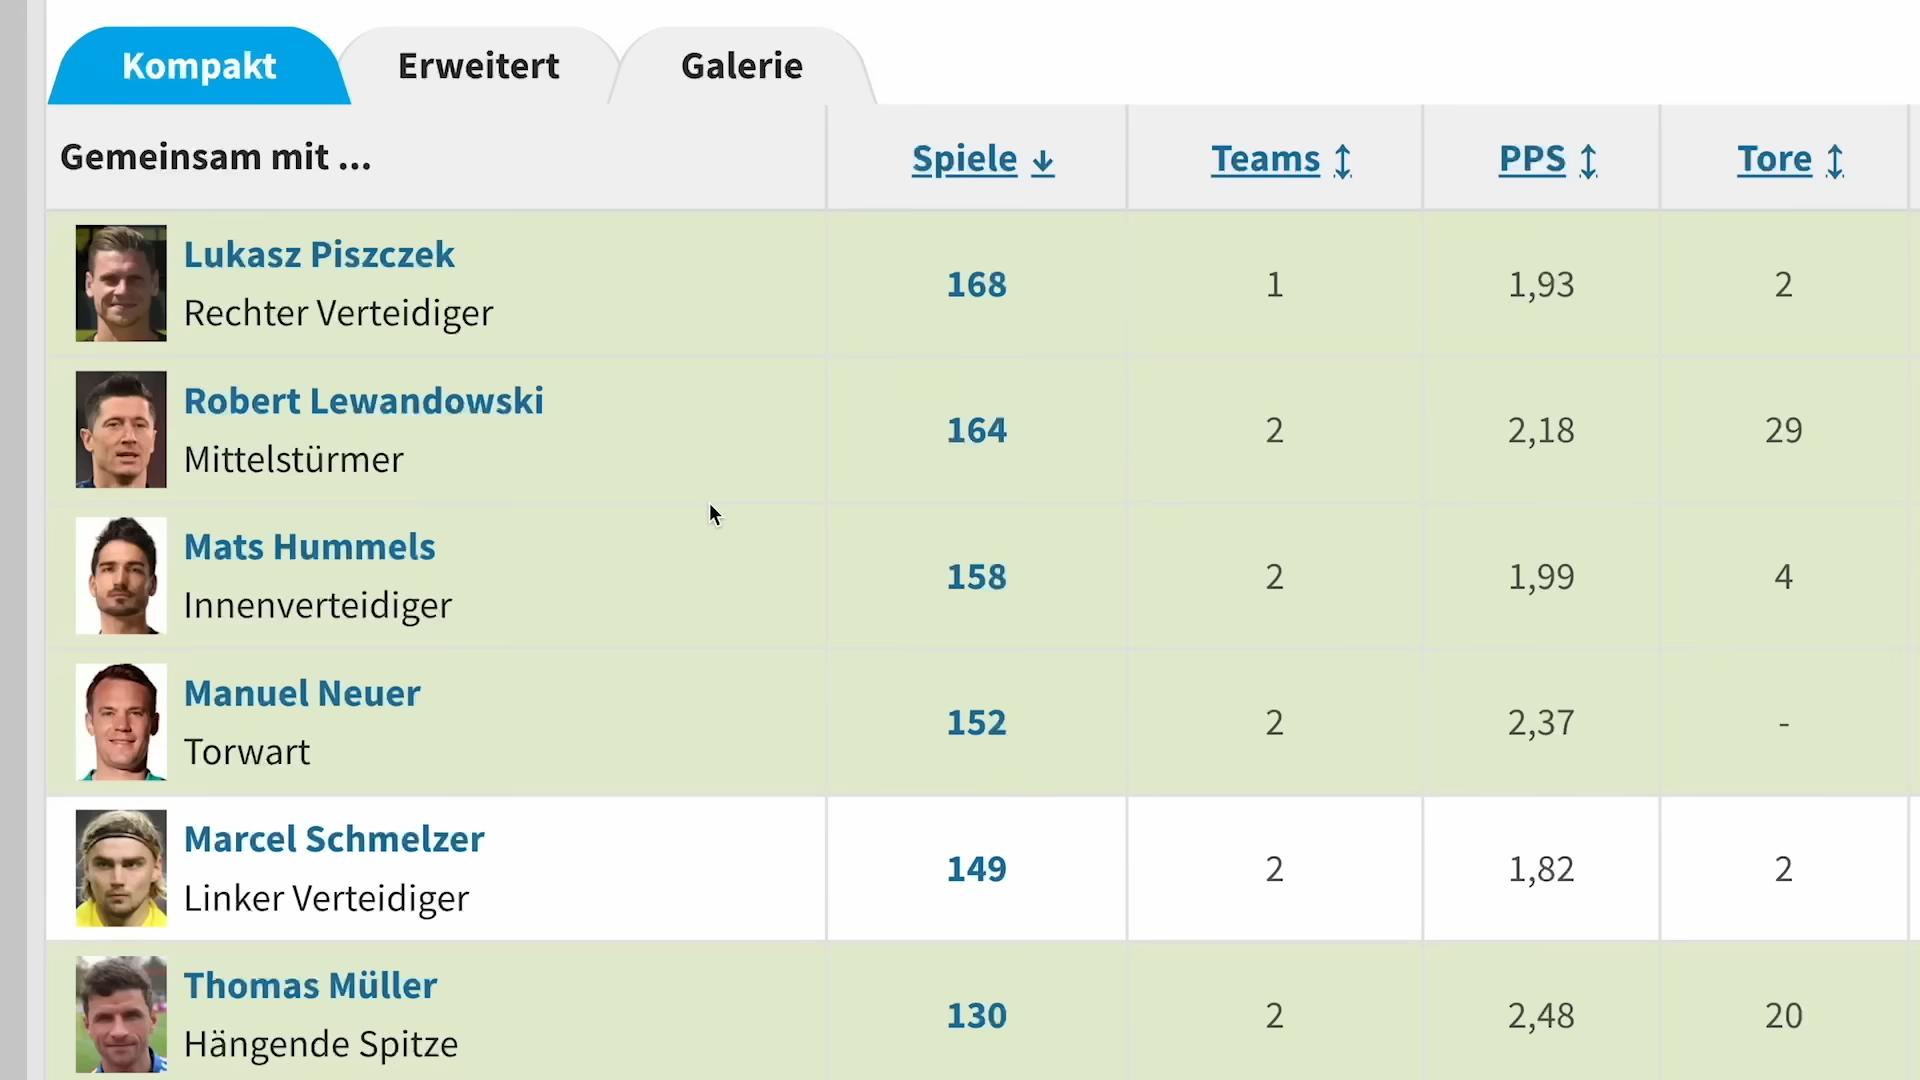 Kompakt Erweitert Galerie
Gemeinsam mit ... Spiele ↓ Teams ↕ PPS ↕ Tore ↕
Lukasz Piszczek
Rechter Verteidiger
168 1 1,93 2
Robert Lewandowski
Mittelstürmer
164 2 2,18 29
Mats Hummels
Innenverteidiger
158 2 1,99 4
Manuel Neuer
Torwart
152 2 2,37 -
Marcel Schmelzer
Linker Verteidiger
149 2 1,82 2
Thomas Müller
Hängende Spitze
130 2 2,48 20